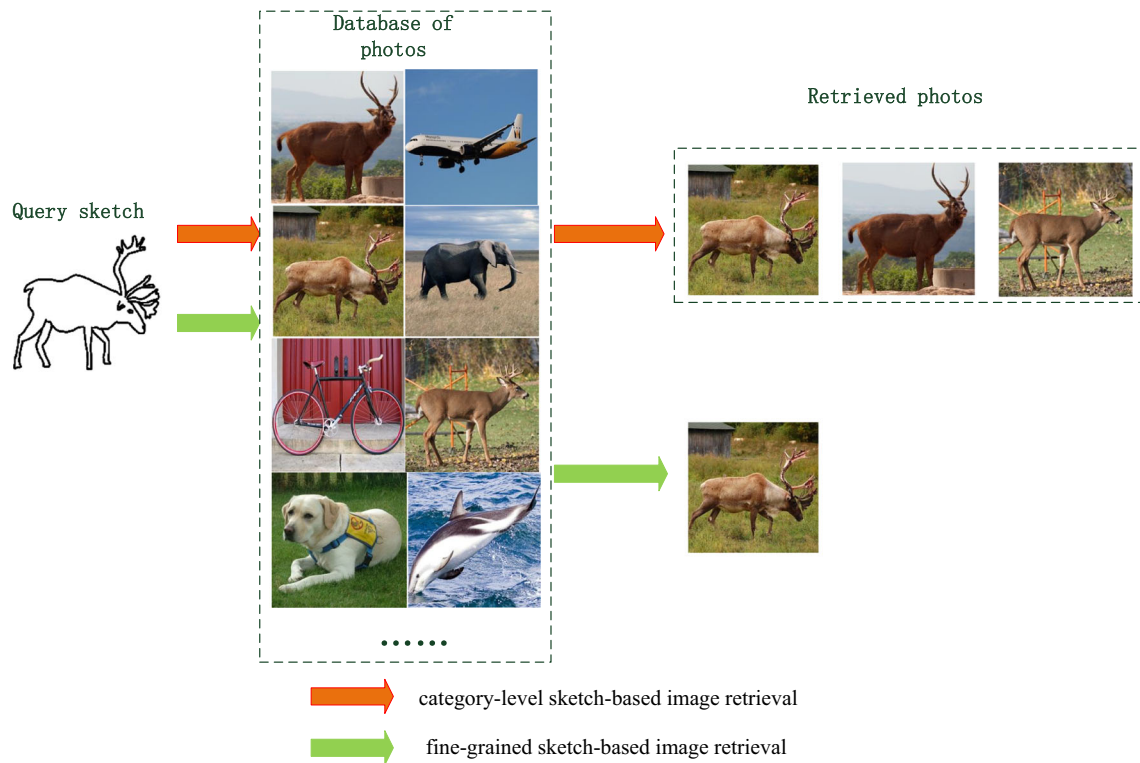 Database of
photos
Retrieved photos
Query sketch
......
category-level sketch-based image retrieval
fine-grained sketch-based image retrieval